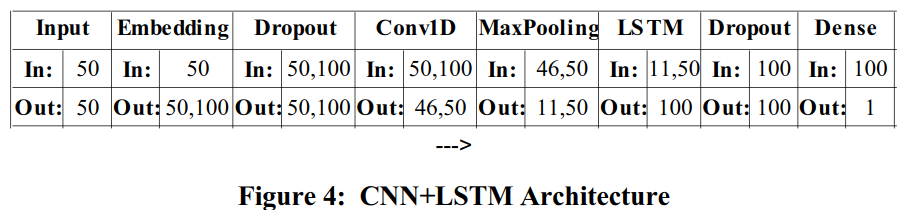 Input Embedding Dropout Conv1D MaxPooling LSTM Dropout Dense
In: 50 In: 50 In: 50,100 In: 50,100 In: 46,50 In: 11,50 In: 100 In: 100
Out: 50 Out: 50,100 Out: 50,100 Out: 46,50 Out: 11,50 Out: 100 Out: 100 Out: 1
--->
Figure 4: CNN+LSTM Architecture